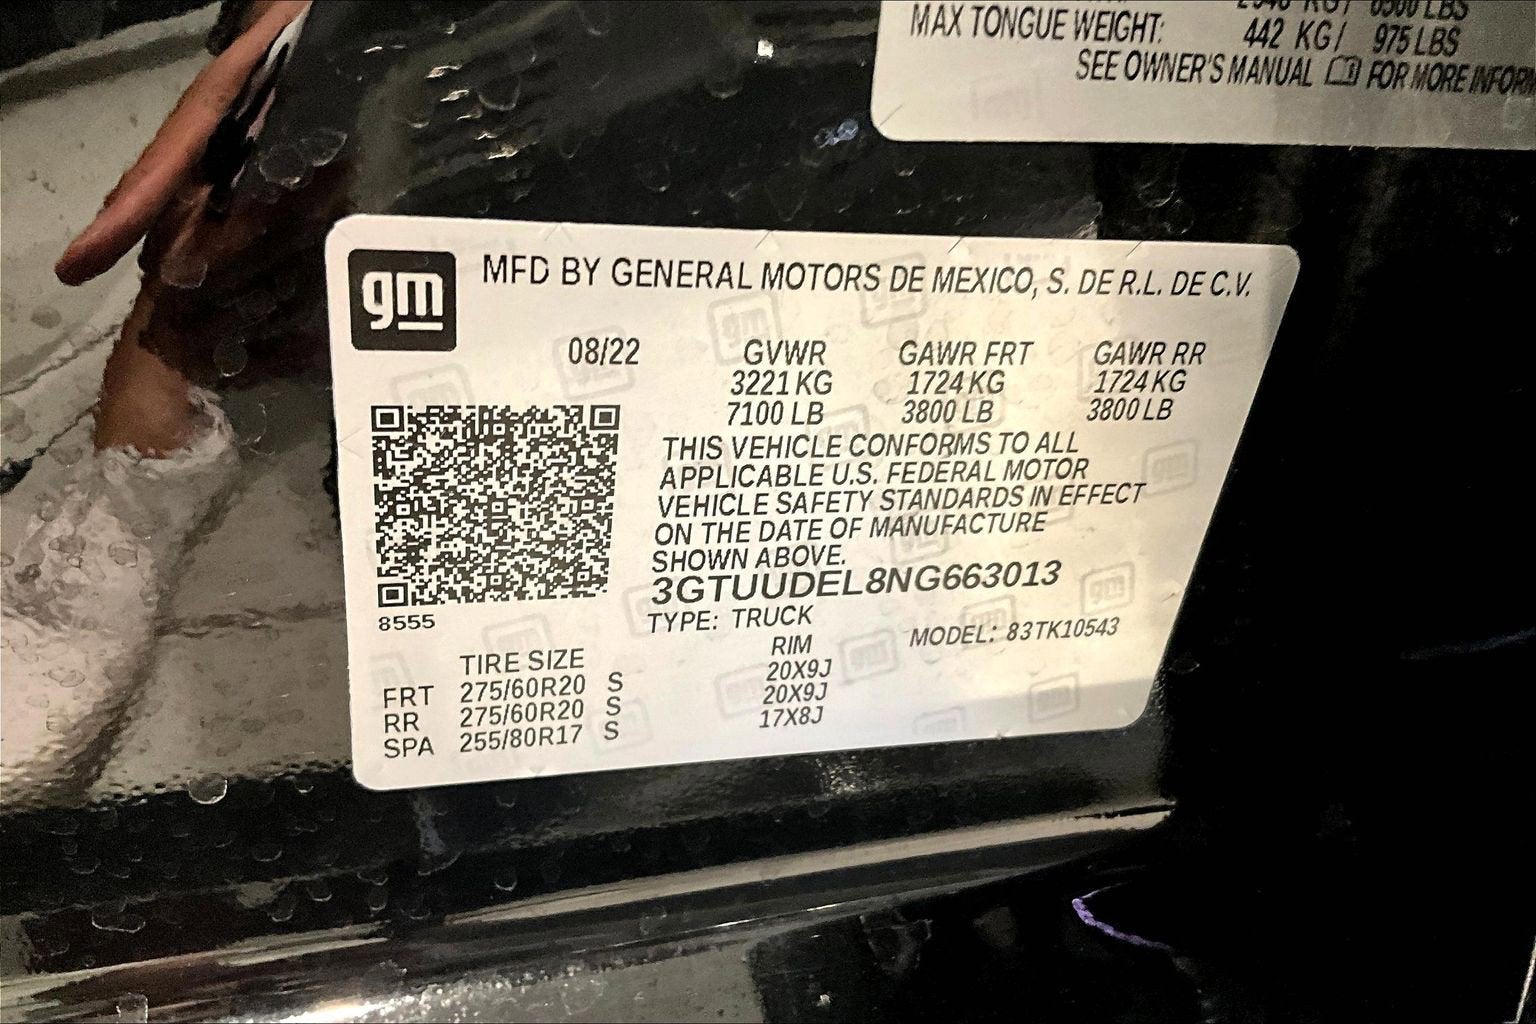 MAX TONGUE WEIGHT: 442 KG/ 975 LBS
SEE OWNER'S MANUAL FOR MORE
gm
MFD BY GENERAL MOTORS DE MEXICO, S. DE R.L. DE C.V.
08/22 GVWR GAWR FRT GAWR RR
3221 KG 1724 KG 1724 KG
7100 LB 3800 LB 3800 LB
THIS VEHICLE CONFORMS TO ALL
APPLICABLE U.S. FEDERAL MOTOR
VEHICLE SAFETY STANDARDS IN EFFECT
ON THE DATE OF MANUFACTURE
SHOWN ABOVE.
3GTUUDEL8NG663013
8555
TYPE: TRUCK MODEL: 83TK10543
TIRE SIZE RIM
FRT 275/60R20 S 20X9J
RR 275/60R20 S 20X9J
SPA 255/80R17 S 17X8J